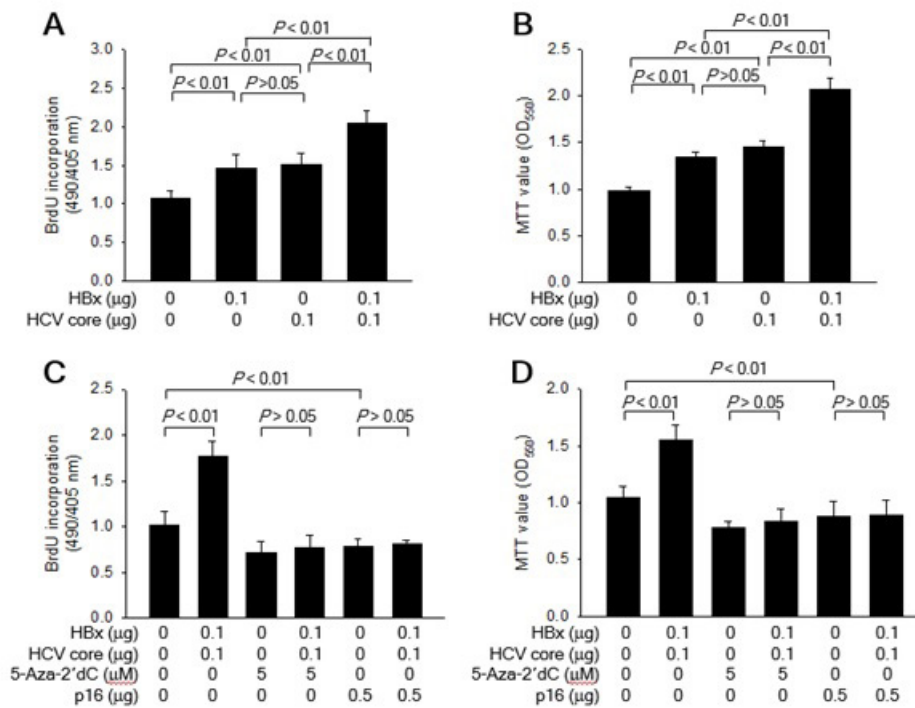 A
P < 0.01
P < 0.01
P < 0.01
P < 0.01 P > 0.05
3.0
2.5
2.0
1.5
1.0
0.5
0.0
BrdU incorporation
(490/405 nm)
HBx (μg) 0 0.1 0 0.1
HCV core (μg) 0 0 0.1 0.1
B
P < 0.01
P < 0.01
P < 0.01
P < 0.01 P > 0.05
2.5
2.0
1.5
1.0
0.5
0.0
MTT value (OD550)
HBx (μg) 0 0.1 0 0.1
HCV core (μg) 0 0 0.1 0.1
C
P < 0.01
P < 0.01 P > 0.05 P > 0.05
2.5
2.0
1.5
1.0
0.5
0.0
BrdU incorporation
(490/405 nm)
HBx (μg) 0 0.1 0 0.1 0 0.1
HCV core (μg) 0 0.1 0 0.1 0 0.1
5-Aza-2'dC (μM) 0 0 5 5 0 0
p16 (μg) 0 0 0 0 0.5 0.5
D
P < 0.01
P < 0.01 P > 0.05 P > 0.05
2.0
1.5
1.0
0.5
0.0
MTT value (OD550)
HBx (μg) 0 0.1 0 0.1 0 0.1
HCV core (μg) 0 0.1 0 0.1 0 0.1
5-Aza-2'dC (μM) 0 0 5 5 0 0
p16 (μg) 0 0 0 0 0.5 0.5